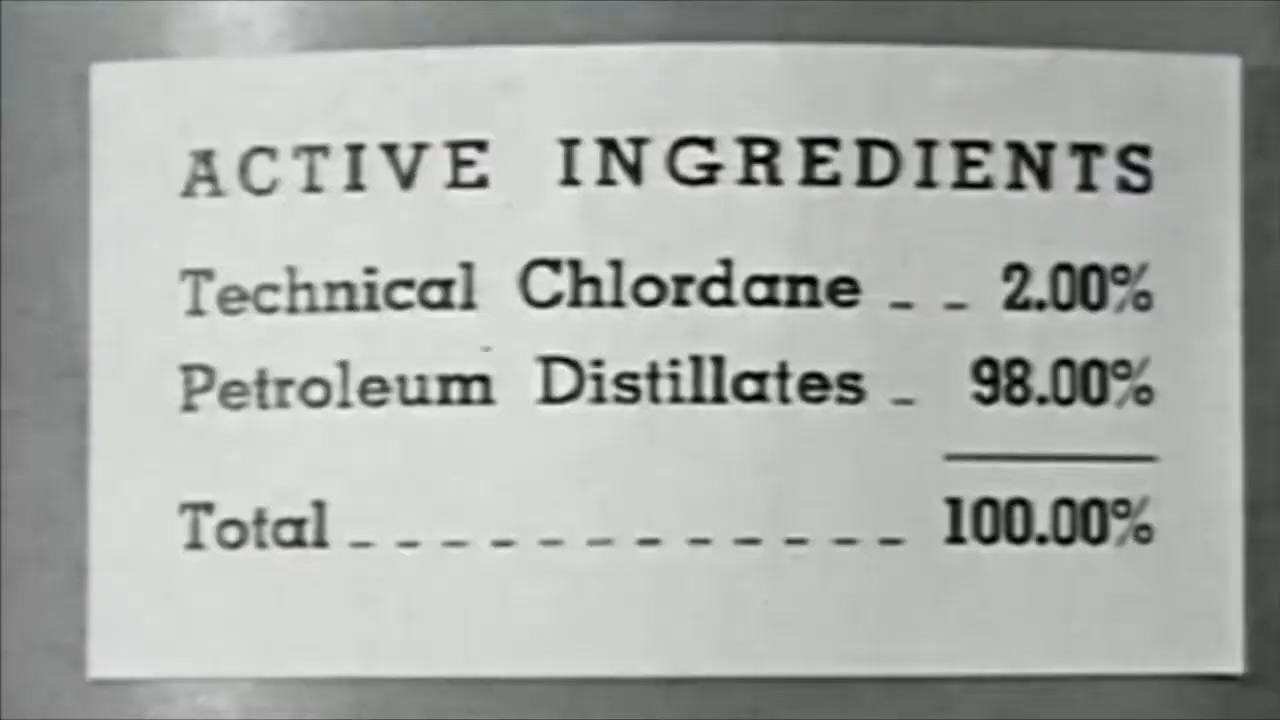 ACTIVE INGREDIENTS
Technical Chlordane _ _ 2.00%
Petroleum Distillates _ 98.00%
Total _ _ _ _ _ _ _ _ _ _ _ _ 100.00%